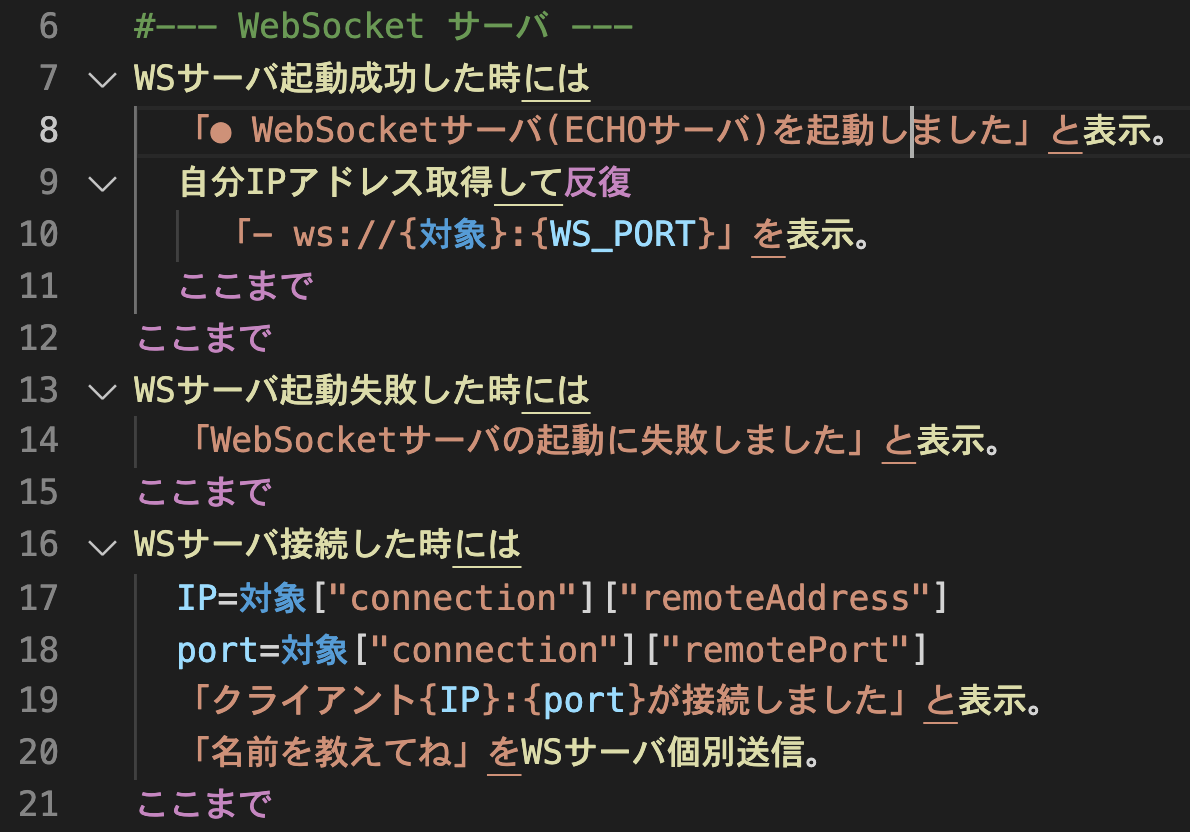 6 #--- WebSocket サーバ ---
7 WSサーバ起動成功した時には
8 「● WebSocketサーバ(ECHOサーバ)を起動しました」と表示。
9 自分IPアドレス取得して反復
10 「- ws://{対象}:{WS_PORT}」を表示。
11 ここまで
12 ここまで
13 WSサーバ起動失敗した時には
14 「WebSocketサーバの起動に失敗しました」と表示。
15 ここまで
16 WSサーバ接続した時には
17 IP=対象["connection"]["remoteAddress"]
18 port=対象["connection"]["remotePort"]
19 「クライアント{IP}:{port}が接続しました」と表示。
20 「名前を教えてね」をWSサーバ個別送信。
21 ここまで